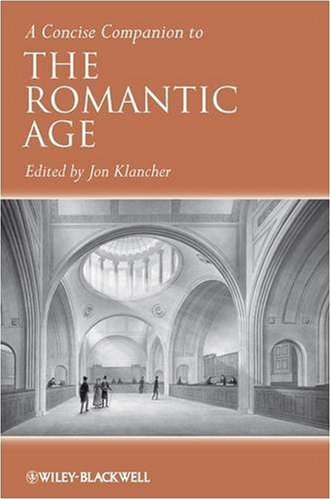 A Concise Companion to
THE
ROMANTIC
AGE
Edited by Jon Klancher
WILEY-BLACKWELL